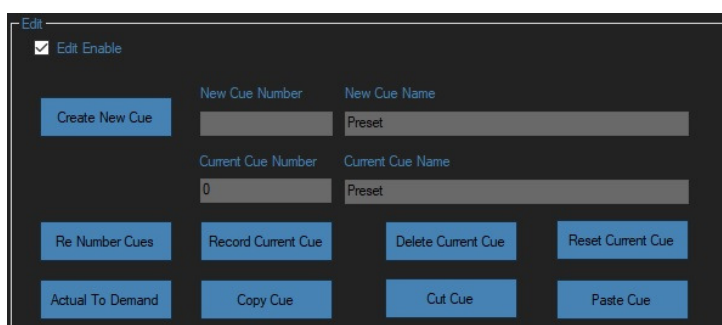 Edit
Edit Enable
New Cue Number New Cue Name
Create New Cue Preset
Current Cue Number Current Cue Name
0 Preset
Re Number Cues Record Current Cue Delete Current Cue Reset Current Cue
Actual To Demand Copy Cue Cut Cue Paste Cue